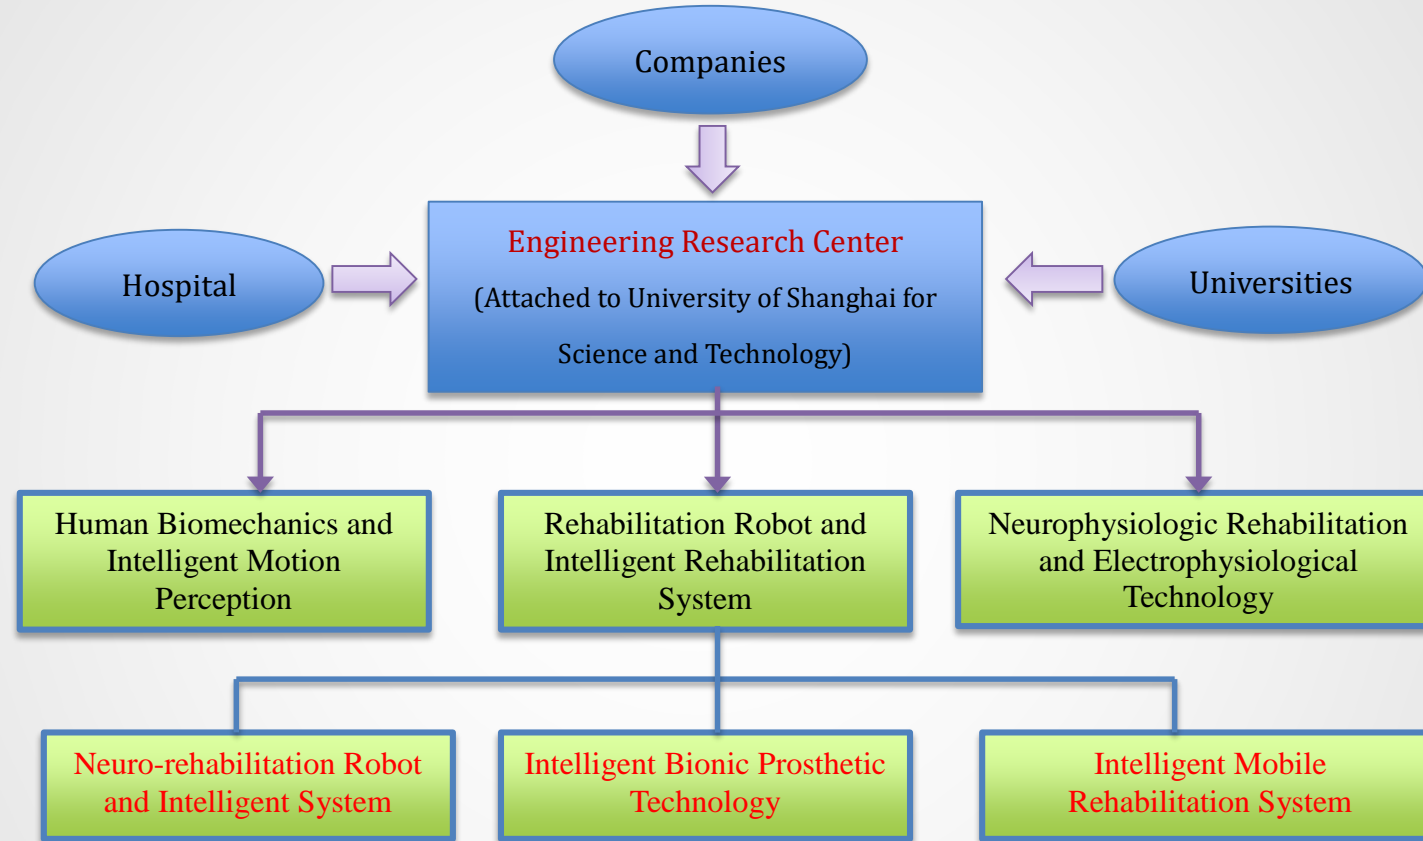 Companies
Hospital
Engineering Research Center
(Attached to University of Shanghai for
Science and Technology)
Universities
Human Biomechanics and
Intelligent Motion
Perception
Rehabilitation Robot and
Intelligent Rehabilitation
System
Neurophysiologic Rehabilitation
and Electrophysiological
Technology
Neuro-rehabilitation Robot
and Intelligent System
Intelligent Bionic Prosthetic
Technology
Intelligent Mobile
Rehabilitation System